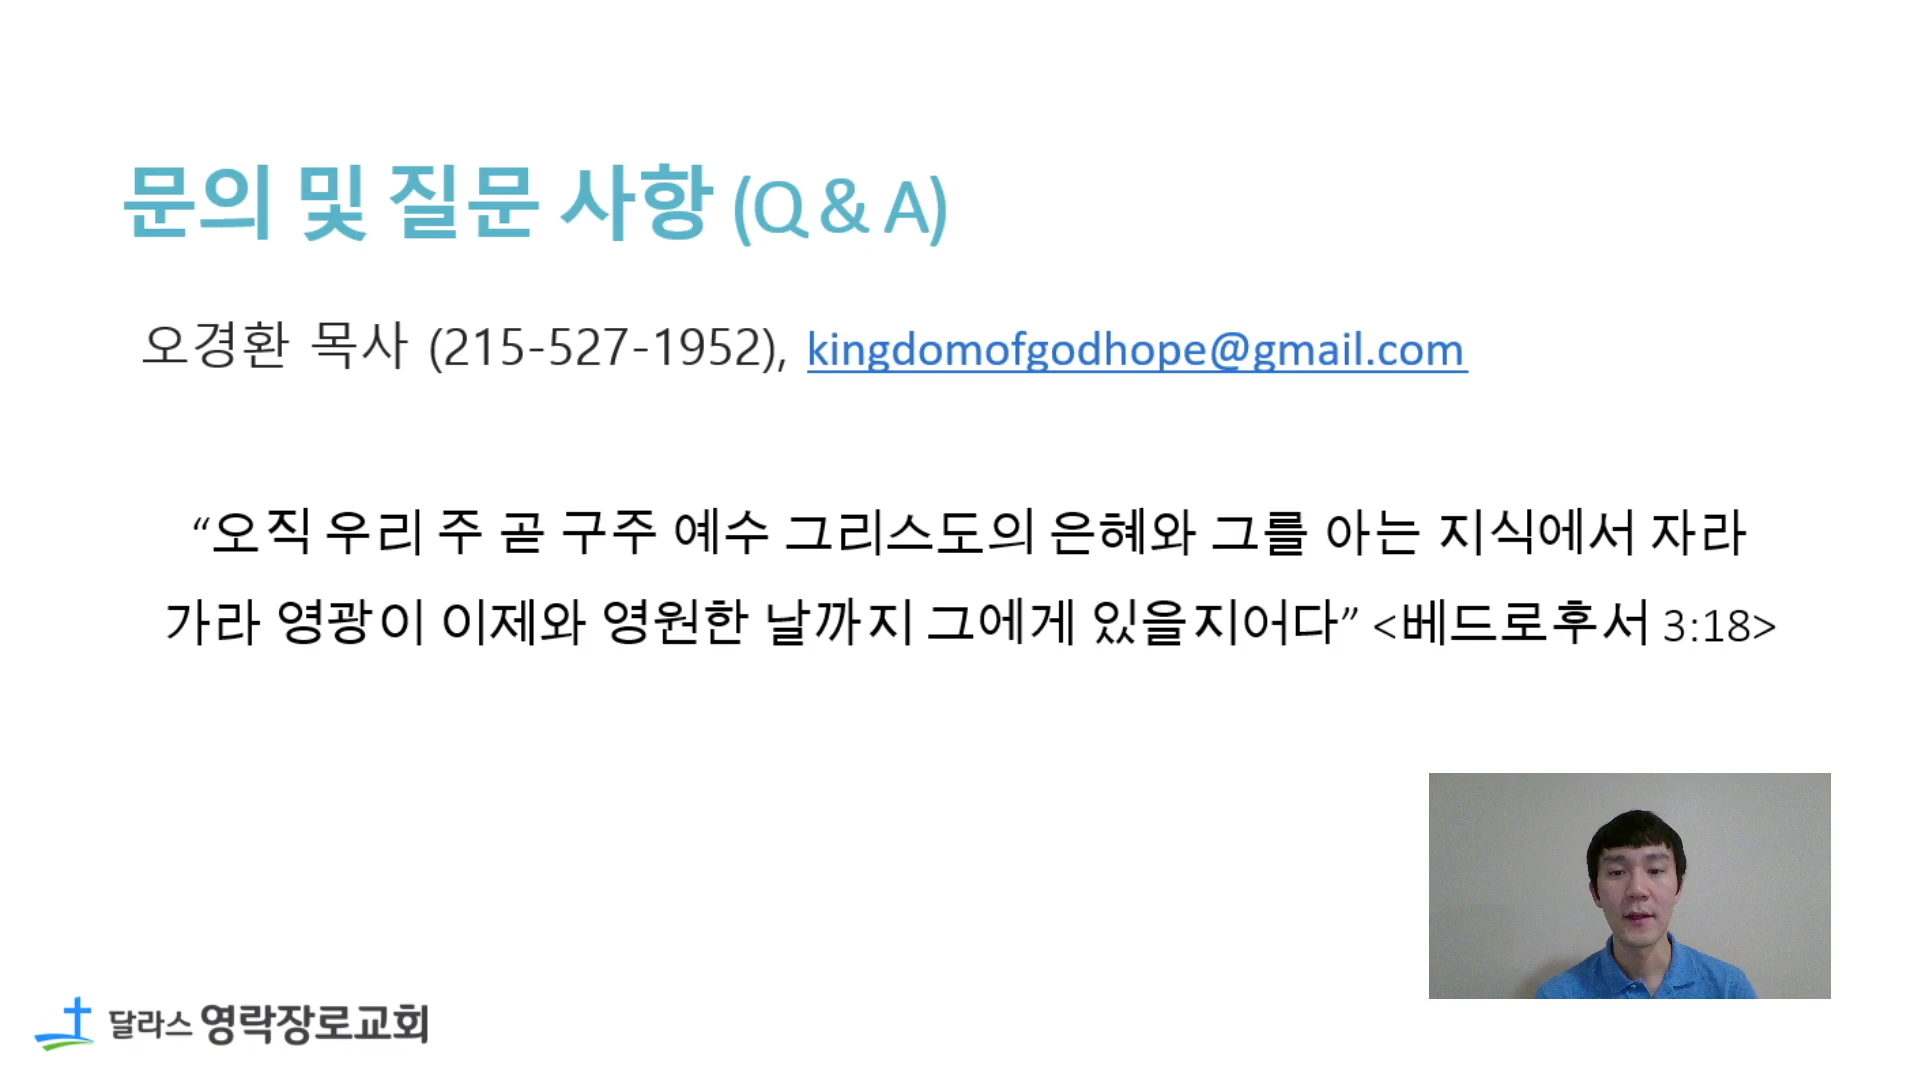 문의 및 질문 사항 (Q & A)
오경환 목사 (215-527-1952), kingdomofgodhope@gmail.com
“오직 우리 주 곧 구주 예수 그리스도의 은혜와 그를 아는 지식에서 자라
가라 영광이 이제와 영원한 날까지 그에게 있을지어다” <베드로후서 3:18>
달라스 영락장로교회